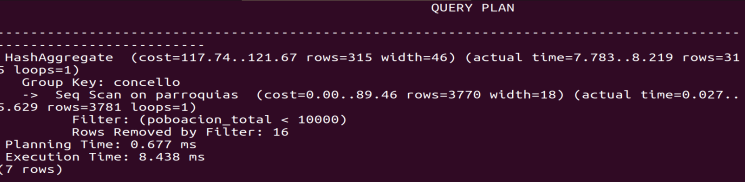 QUERY PLAN
--------------------------------------------------------------------------------------------------
---------------------------
HashAggregate  (cost=117.74..121.67 rows=315 width=46) (actual time=7.783..8.219 rows=31
5 loops=1)
Group Key: concello
->  Seq Scan on parroquias  (cost=0.00..89.46 rows=3770 width=18) (actual time=0.027..
5.629 rows=3781 loops=1)
Filter: (poboacion_total < 10000)
Rows Removed by Filter: 16
Planning Time: 0.677 ms
Execution Time: 8.438 ms
(7 rows)